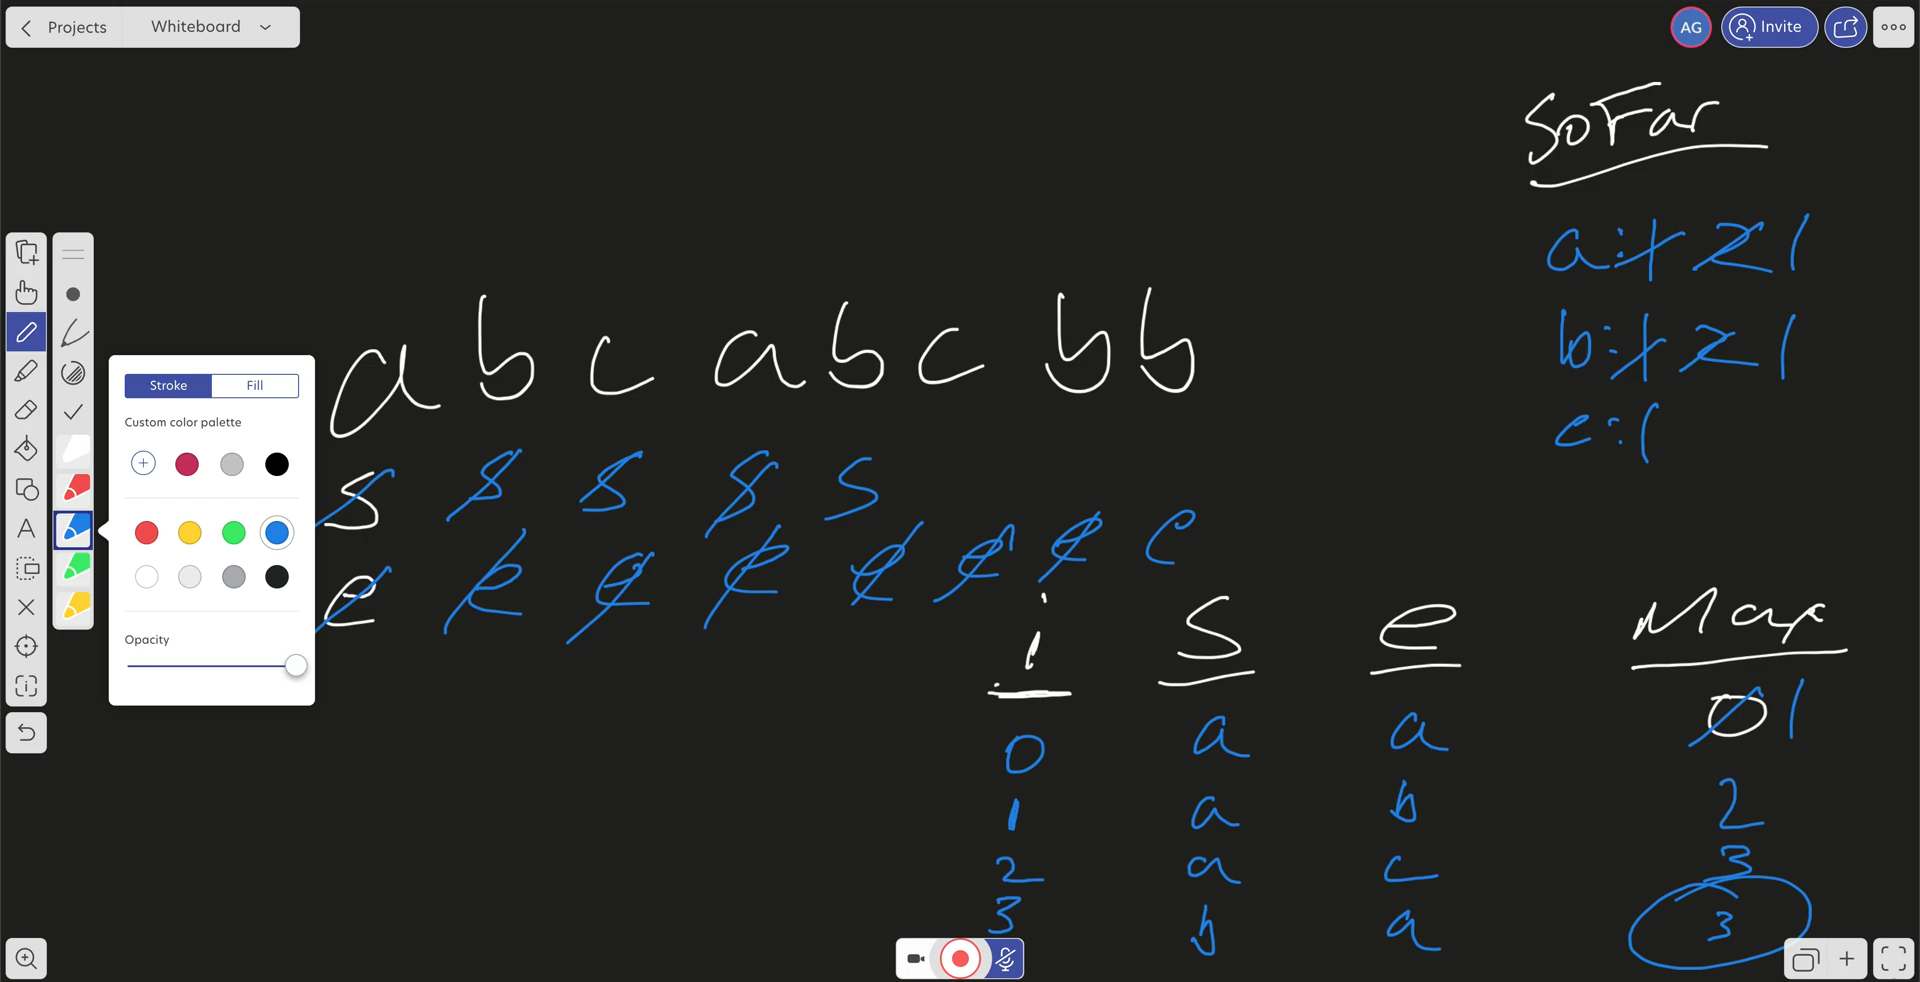 Projects Whiteboard
AG Invite
SoFar
a: 1 2 1
b: 1 2 1
c: 1
a b c a b c b b
Stroke Fill
Custom color palette
S S S S S
e e e e e e e e
Opacity
i S e Max
0 a a 0 1
1 a b 2
2 a c 3
3 b a 3